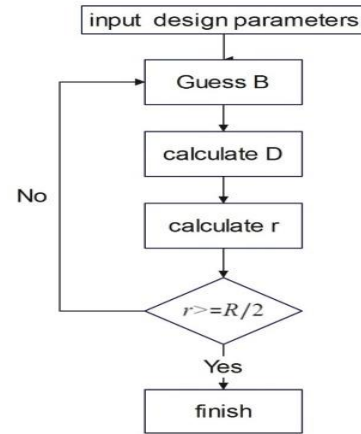 input design parameters
Guess B
calculate D
No
calculate r
r>=R/2
Yes
finish